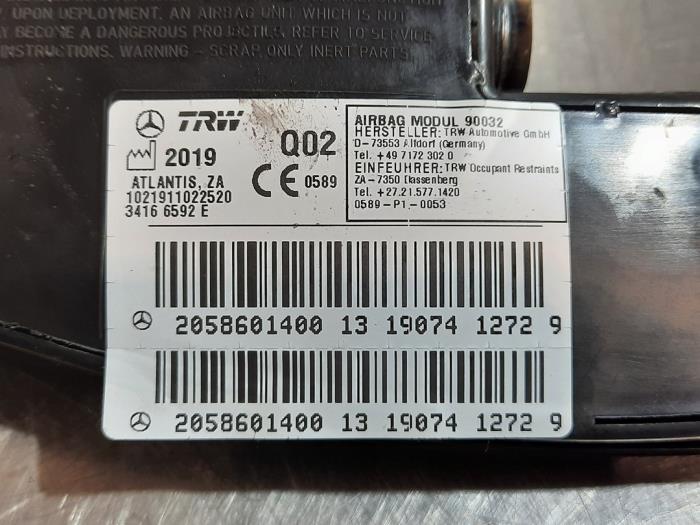 UPON DEPLOYMENT, AN AIRBAG UNIT WHICH IS NOT
BECOME A DANGEROUS PROJECTILE, REFER TO SERVICE
INSTRUCTIONS. WARNING - SCRAP ONLY INERT PARTS.
TRW
2019
Q02
ATLANTIS, ZA
1021911022520
3416 6592 E
CE 0589
AIRBAG MODUL 90032
HERSTELLER: TRW Automotive GmbH
D-73553 Alfdorf (Germany)
Tel. +49 7172 302 0
EINFEUHRER: TRW Occupant Restraints
ZA-7350 Klassenberg
Tel. +27.21.577.1420
0589-P1.-0053
2058601400 13 19074 1272 9
2058601400 13 19074 1272 9